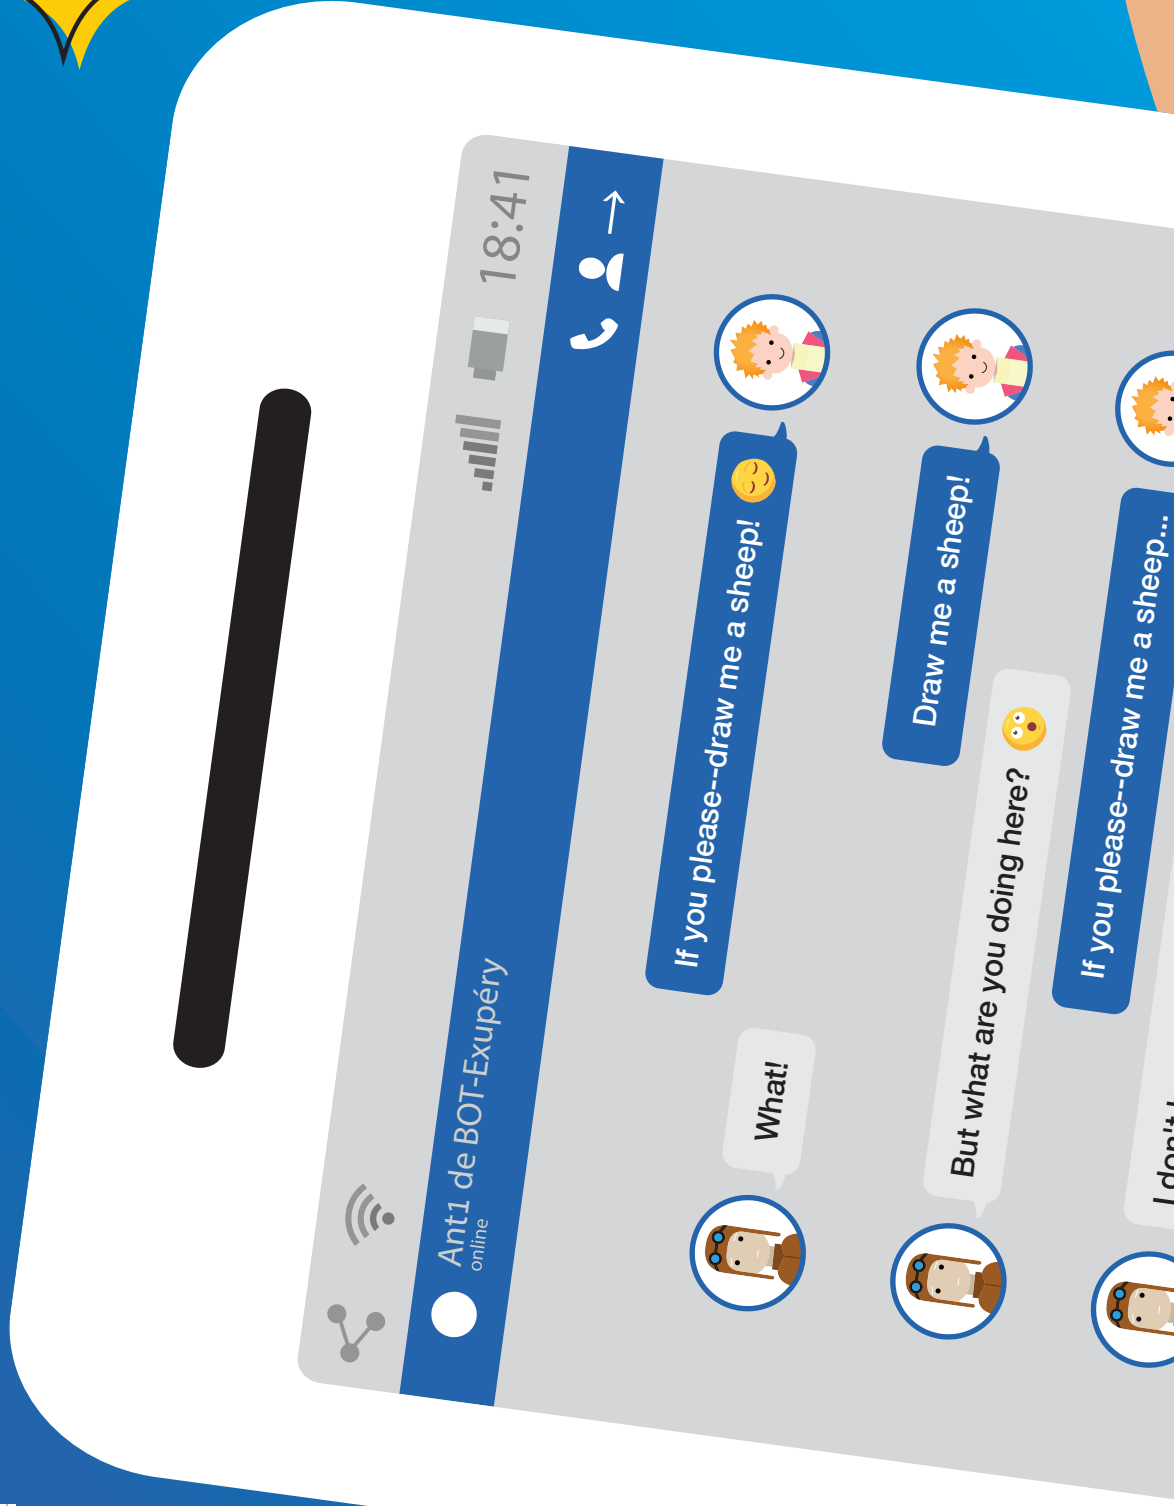 18:41
Ant1 de BOT-Exupéry
online
If you please--draw me a sheep!
What!
Draw me a sheep!
But what are you doing here?
If you please--draw me a sheep...
I don't